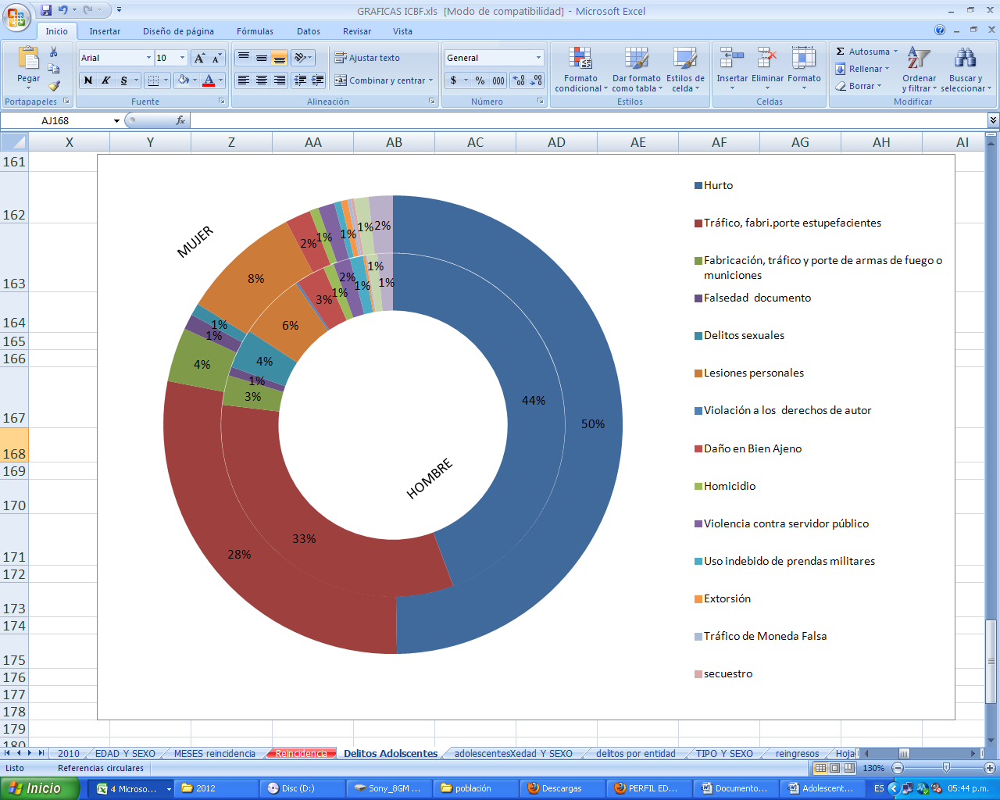 GRAFICAS ICBF.xls  [Modo de compatibilidad] - Microsoft Excel
Inicio Insertar Diseño de página Fórmulas Datos Revisar Vista
Pegar
Arial 10
Ajustar texto
General
N K S
Combinar y centrar
$ % 000
Formato condicional
Dar formato como tabla
Estilos de celda
Insertar Eliminar Formato
Σ Autosuma
Rellenar
Borrar
Ordenar y filtrar
Buscar y seleccionar
Portapapeles Fuente Alineación Número Estilos Celdas Modificar
AJ168 fx
X Y Z AA AB AC AD AE AF AG AH AI
161
162
163
164
165
166
167
168
169
170
171
172
173
174
175
176
177
178
179
180
MUJER
HOMBRE
50%
28%
4%
1%
1%
8%
2%
1%
1%
1%
2%
44%
33%
3%
1%
4%
6%
3%
1%
2%
1%
1%
1%
Hurto
Tráfico, fabri.porte estupefacientes
Fabricación, tráfico y porte de armas de fuego o
municiones
Falsedad  documento
Delitos sexuales
Lesiones personales
Violación a los  derechos de autor
Daño en Bien Ajeno
Homicidio
Violencia contra servidor público
Uso indebido de prendas militares
Extorsión
Tráfico de Moneda Falsa
secuestro
2010 EDAD Y SEXO MESES reincidencia Reincidencia Delitos Adolscentes adolescentesXedad Y SEXO delitos por entidad TIPO Y SEXO reingresos Hoja
Listo Referencias circulares 130%
Inicio 4 Microso... 2012 Disc (D:) Sony_8GM ... población Descargas PERFIL ED... Documento... Adolescent... ES 05:44 p.m.